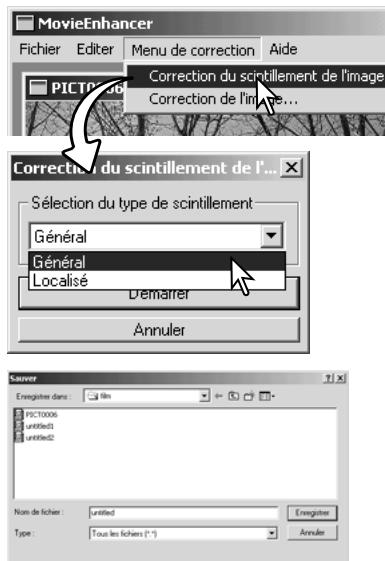 MovieEnhancer
Fichier Editer Menu de correction Aide
Correction du scintillement de l'image
PICT0006
Correction de l'image...
Correction du scintillement de l'...
Sélection du type de scintillement
Général
Général
Localisé
Démarrer
Annuler
Sauver
Enregistrer dans : film
PICT0006
untitled1
untitled2
Nom de fichier : untitled Enregistrer
Type : Tous les fichiers (*.*) Annuler